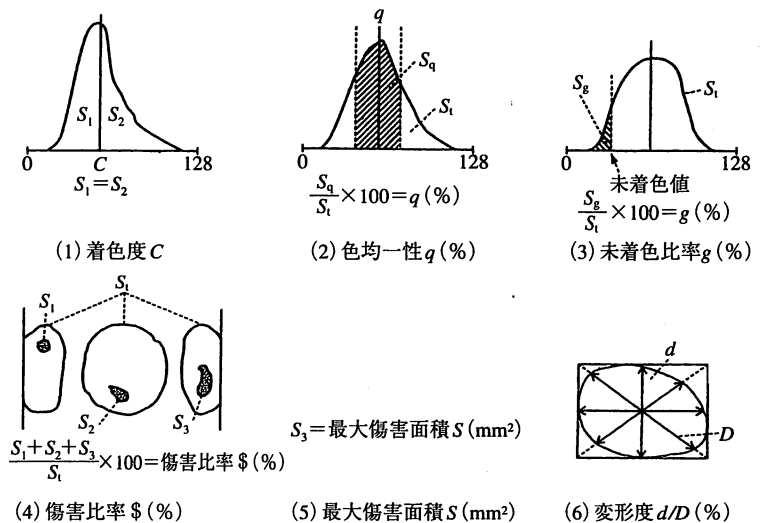 S₁ S₂
0 C 128
S₁=S₂
(1) 着色度 C
q
Sq
St
0 128
Sq/St×100=q(%)
(2) 色均一性q(%)
Sg
St
0 128
未着色値
Sg/St×100=g(%)
(3) 未着色比率g(%)
S₁ St
S₂ S₃
S₁+S₂+S₃/St×100=傷害比率$(%)
(4) 傷害比率$(%)
S₃=最大傷害面積S(mm²)
(5) 最大傷害面積S(mm²)
d
D
(6) 変形度d/D(%)